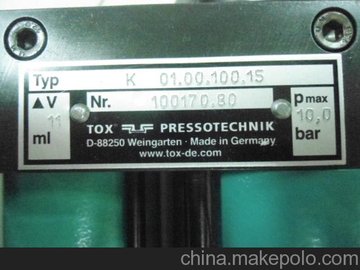 Typ K 01.00.100.15
▲V 11 ml
Nr. 100170.80
pmax 10,0 bar
TOX PRESSOTECHNIK
D-88250 Weingarten · Made in Germany
www.tox-de.com
china.makepolo.com